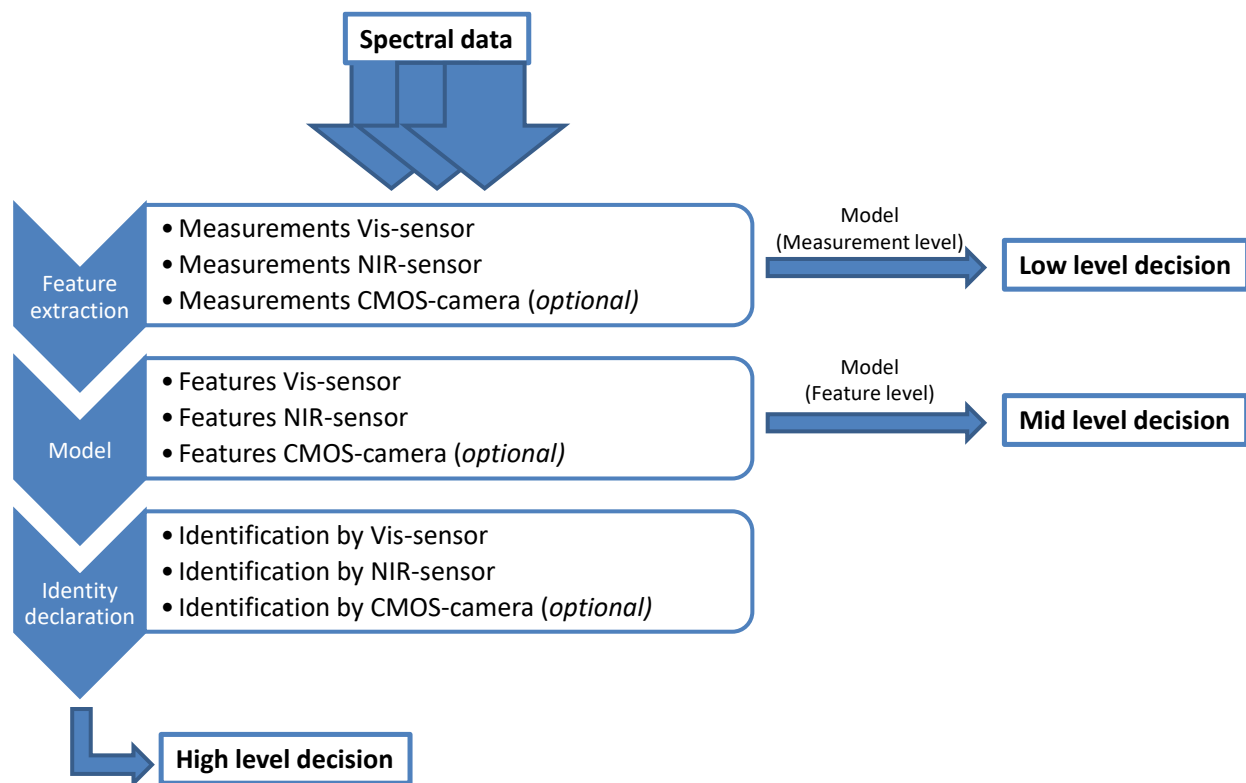 Spectral data
Feature
extraction
• Measurements Vis-sensor
• Measurements NIR-sensor
• Measurements CMOS-camera (optional)
Model
(Measurement level)
Low level decision
Model
• Features Vis-sensor
• Features NIR-sensor
• Features CMOS-camera (optional)
Model
(Feature level)
Mid level decision
Identity
declaration
• Identification by Vis-sensor
• Identification by NIR-sensor
• Identification by CMOS-camera (optional)
High level decision